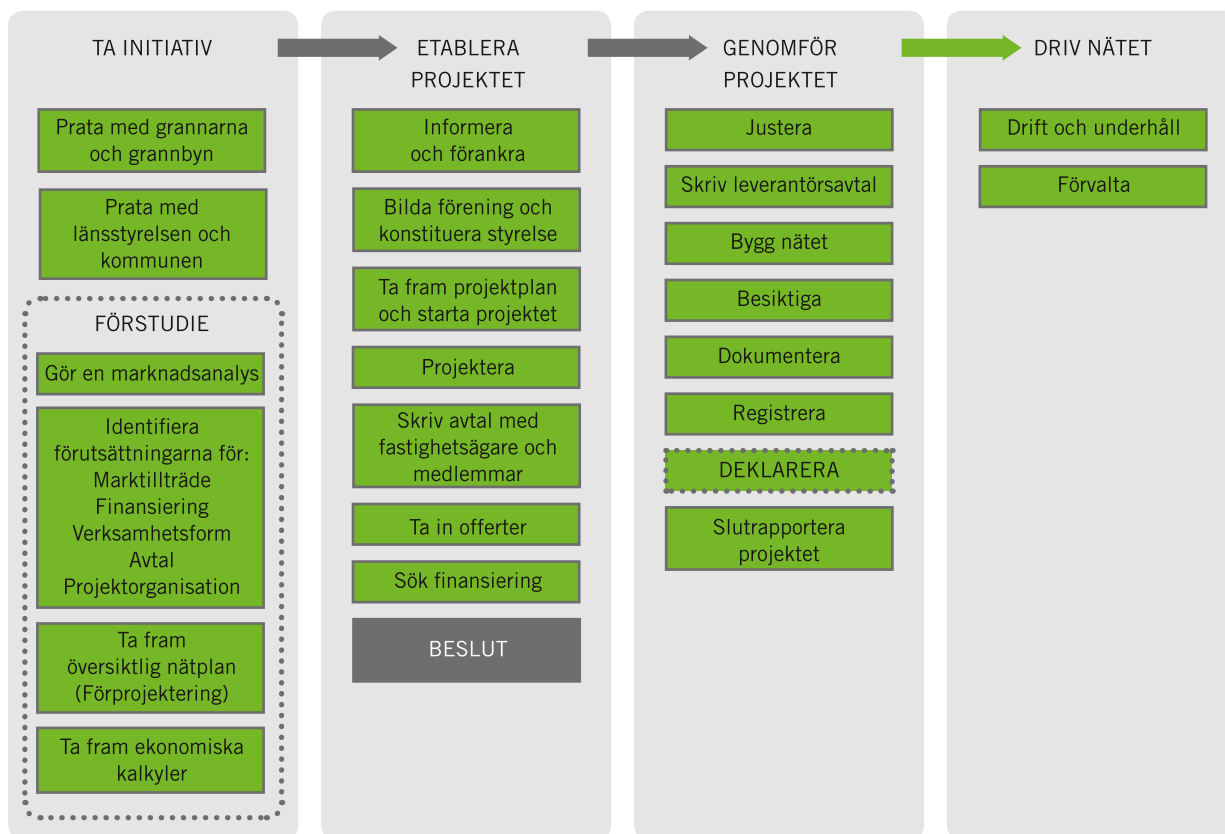 TA INITIATIV
Prata med grannarna
och grannbyn
Prata med
länsstyrelsen och
kommunen
FÖRSTUDIE
Gör en marknadsanalys
Identifiera
förutsättningarna för:
Marktillträde
Finansiering
Verksamhetsform
Avtal
Projektorganisation
Ta fram
översiktlig nätplan
(Förprojektering)
Ta fram ekonomiska
kalkyler
ETABLERA
PROJEKTET
Informera
och förankra
Bilda förening och
konstituera styrelse
Ta fram projektplan
och starta projektet
Projektera
Skriv avtal med
fastighetsägare och
medlemmar
Ta in offerter
Sök finansiering
BESLUT
GENOMFÖR
PROJEKTET
Justera
Skriv leverantörsavtal
Bygg nätet
Besiktiga
Dokumentera
Registrera
DEKLARERA
Slutrapportera
projektet
DRIV NÄTET
Drift och underhåll
Förvalta